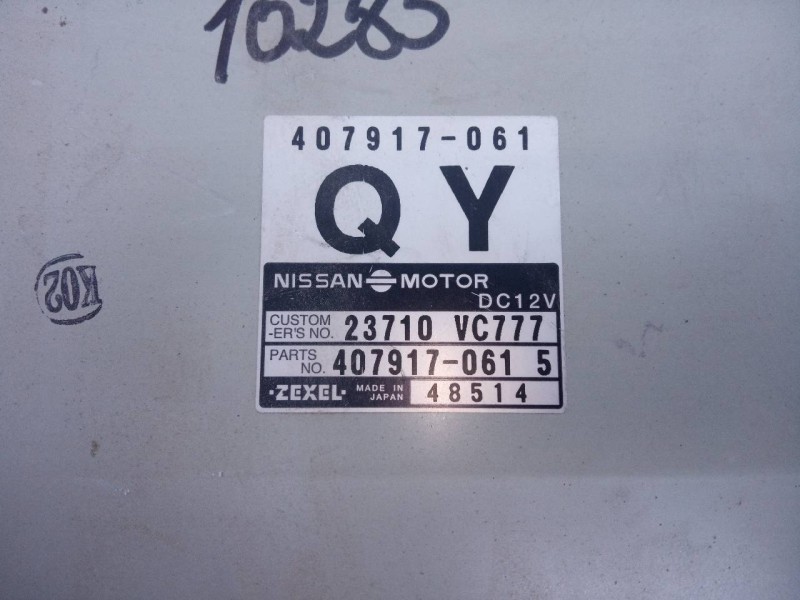 10285
407917-061
QY
NISSAN MOTOR
DC12V
CUSTOM
-ER'S NO. 23710 VC777
PARTS
NO. 407917-061 5
·ZEXEL· MADE IN
JAPAN 48514
K02